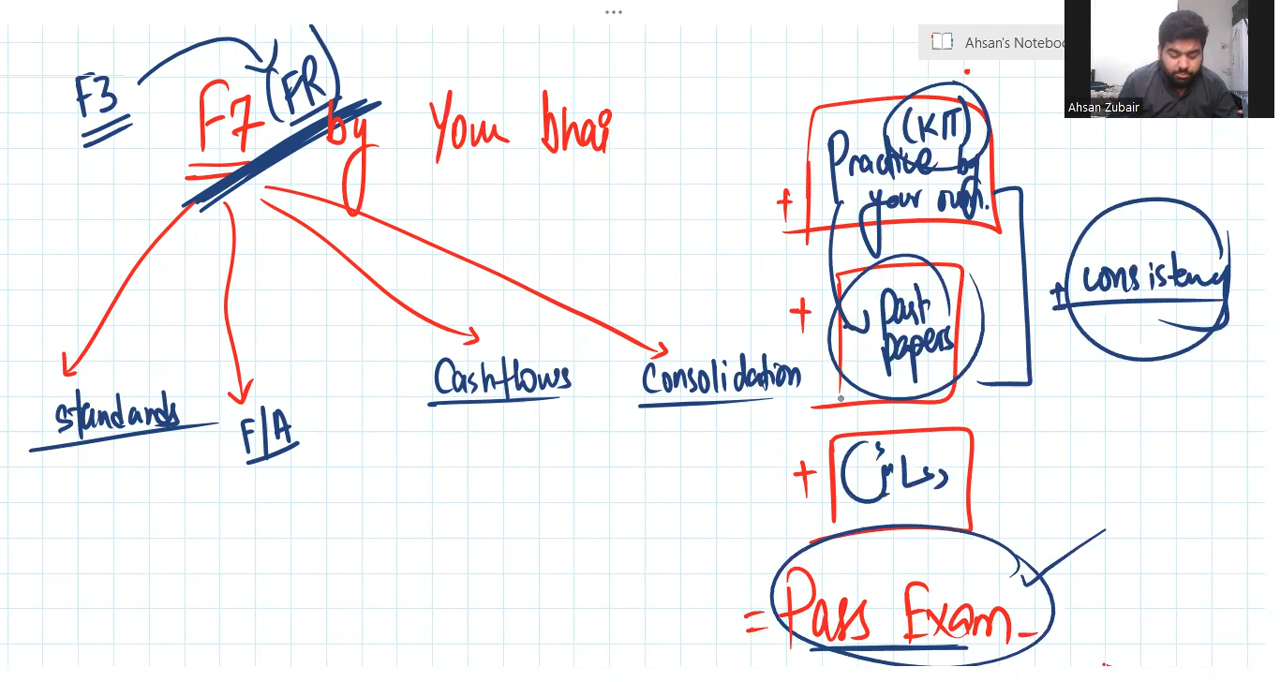 Ahsan's Noteboo
Ahsan Zubair
F3
F7 (FR) by Your bhai
standards
F/A
Cashflows
Consolidation
(KIT)
Practice by
your own.
+
+ Past
papers
+ consistency
+
= Pass Exam